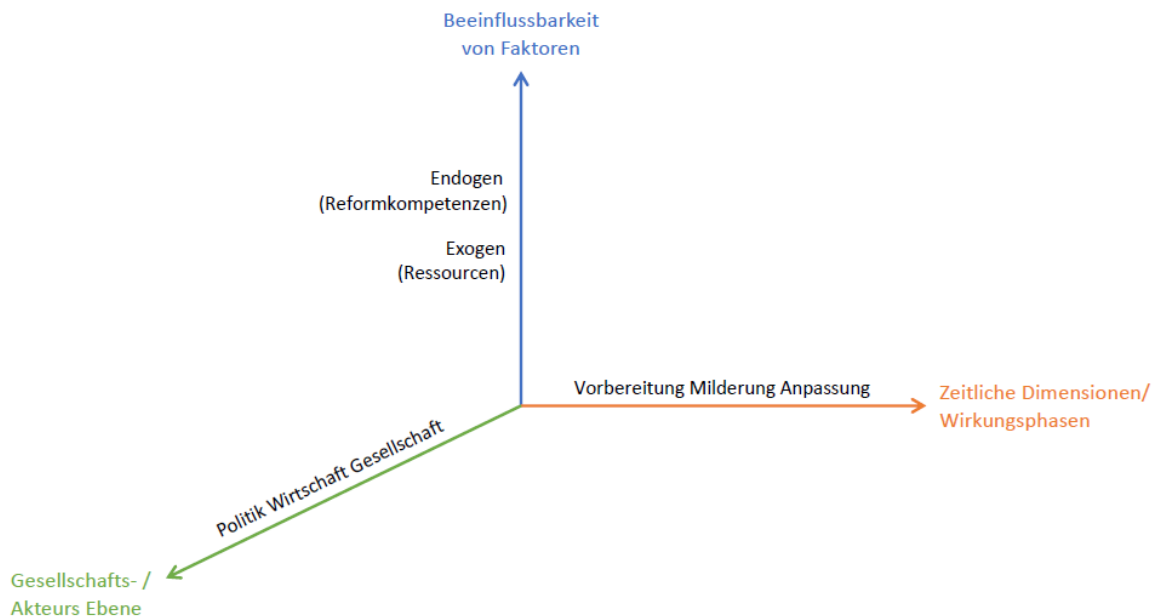 Beeinflussbarkeit
von Faktoren
Endogen
(Reformkompetenzen)
Exogen
(Ressourcen)
Vorbereitung Milderung Anpassung
Zeitliche Dimensionen/
Wirkungsphasen
Politik Wirtschaft Gesellschaft
Gesellschafts- /
Akteurs Ebene